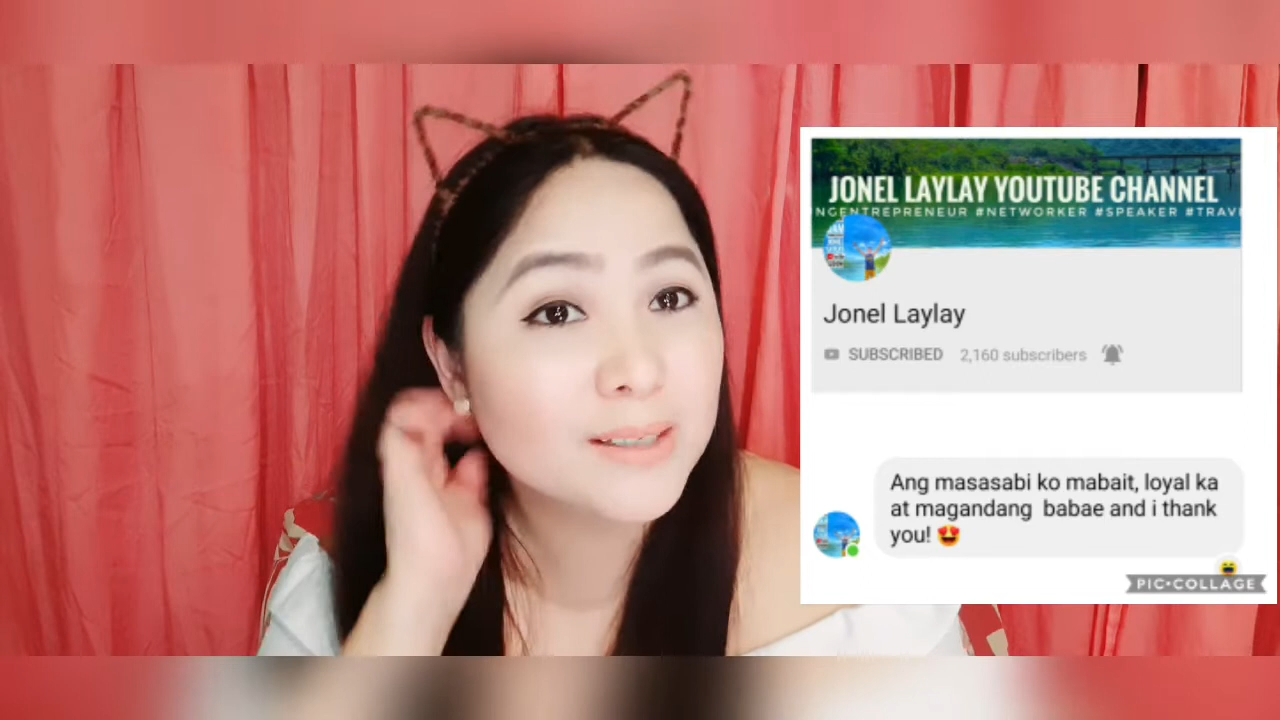 JONEL LAYLAY YOUTUBE CHANNEL
NGENTREPRENEUR #NETWORKER #SPEAKER #TRAV
Jonel Laylay
SUBSCRIBED 2,160 subscribers
Ang masasabi ko mabait, loyal ka
at magandang babae and i thank
you! 😍
PIC•COLLAGE